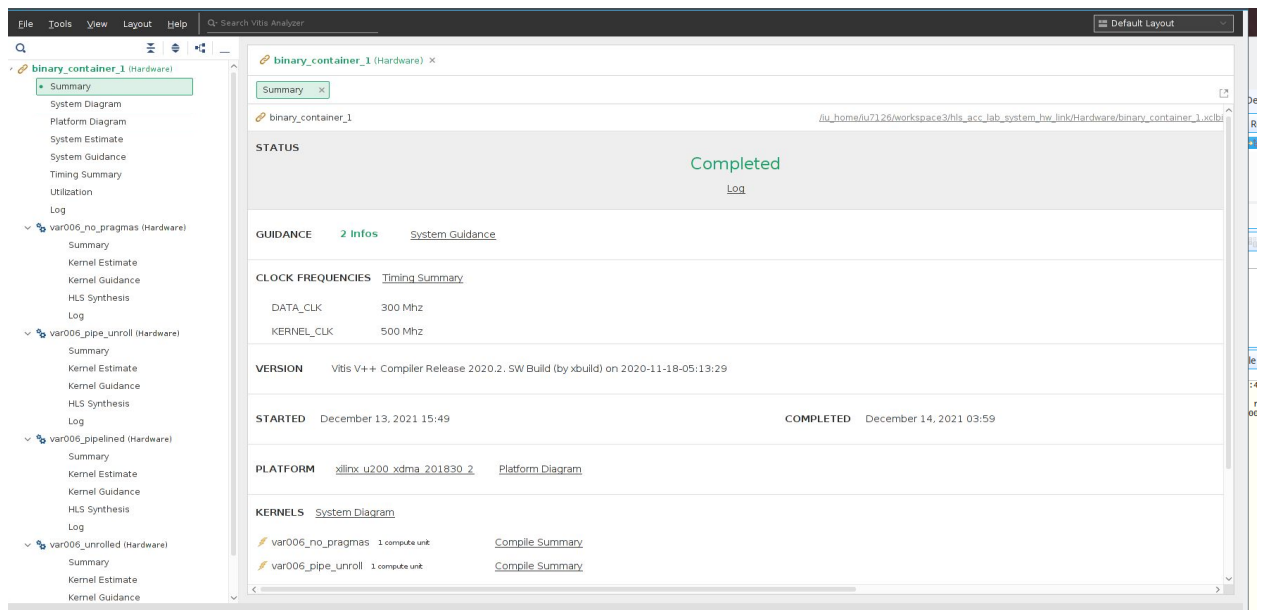 File Tools View Layout Help Q- Search Vitis Analyzer Default Layout
binary_container_1 (Hardware)
Summary
System Diagram
Platform Diagram
System Estimate
System Guidance
Timing Summary
Utilization
Log
var006_no_pragmas (Hardware)
Summary
Kernel Estimate
Kernel Guidance
HLS Synthesis
Log
var006_pipe_unroll (Hardware)
Summary
Kernel Estimate
Kernel Guidance
HLS Synthesis
Log
var006_pipelined (Hardware)
Summary
Kernel Estimate
Kernel Guidance
HLS Synthesis
Log
var006_unrolled (Hardware)
Summary
Kernel Estimate
Kernel Guidance
binary_container_1 (Hardware) ×
Summary ×
binary_container_1 /iu_home/iu7126/workspace3/hls_acc_lab_system_hw_link/Hardware/binary_container_1.xclbi
STATUS
Completed
Log
GUIDANCE 2 Infos System Guidance
CLOCK FREQUENCIES Timing Summary
DATA_CLK 300 Mhz
KERNEL_CLK 500 Mhz
VERSION Vitis V++ Compiler Release 2020.2. SW Build (by xbuild) on 2020-11-18-05:13:29
STARTED December 13, 2021 15:49 COMPLETED December 14, 2021 03:59
PLATFORM xilinx_u200_xdma_201830_2 Platform Diagram
KERNELS System Diagram
var006_no_pragmas 1 compute unit Compile Summary
var006_pipe_unroll 1 compute unit Compile Summary